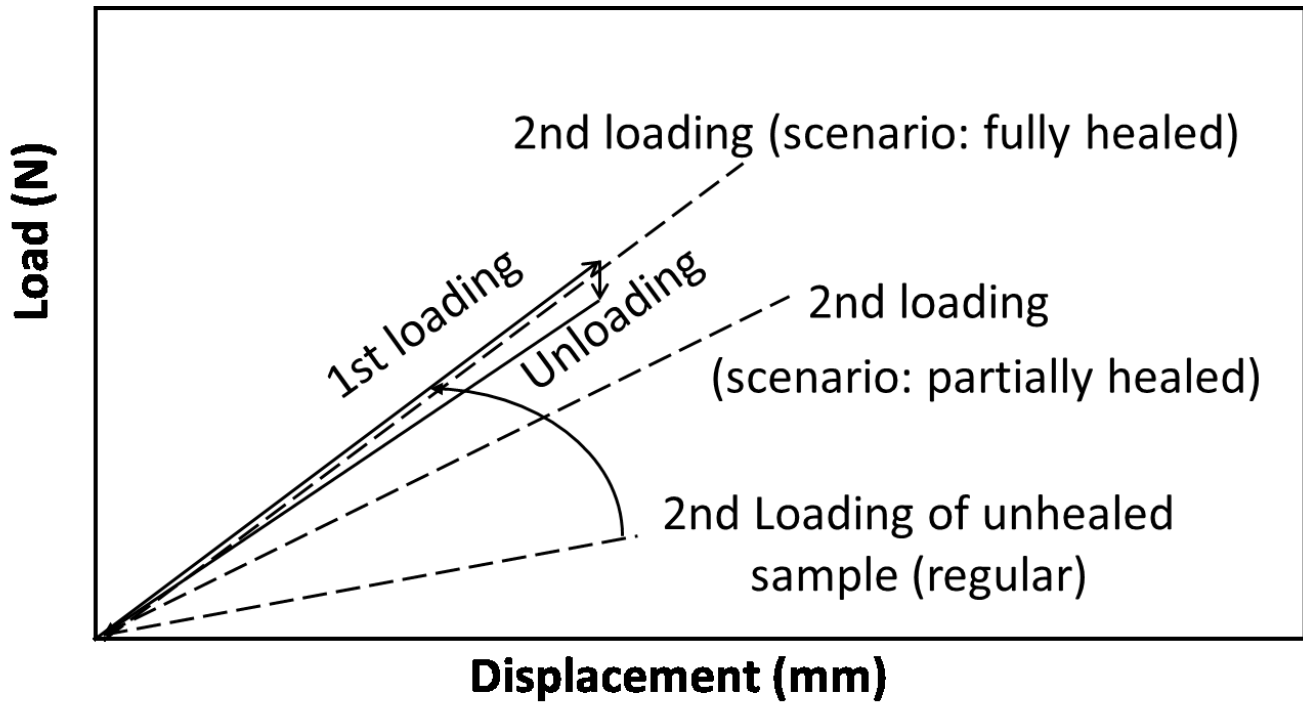 Load (N)
2nd loading (scenario: fully healed)
1st loading
Unloading
2nd loading
(scenario: partially healed)
2nd Loading of unhealed
sample (regular)
Displacement (mm)